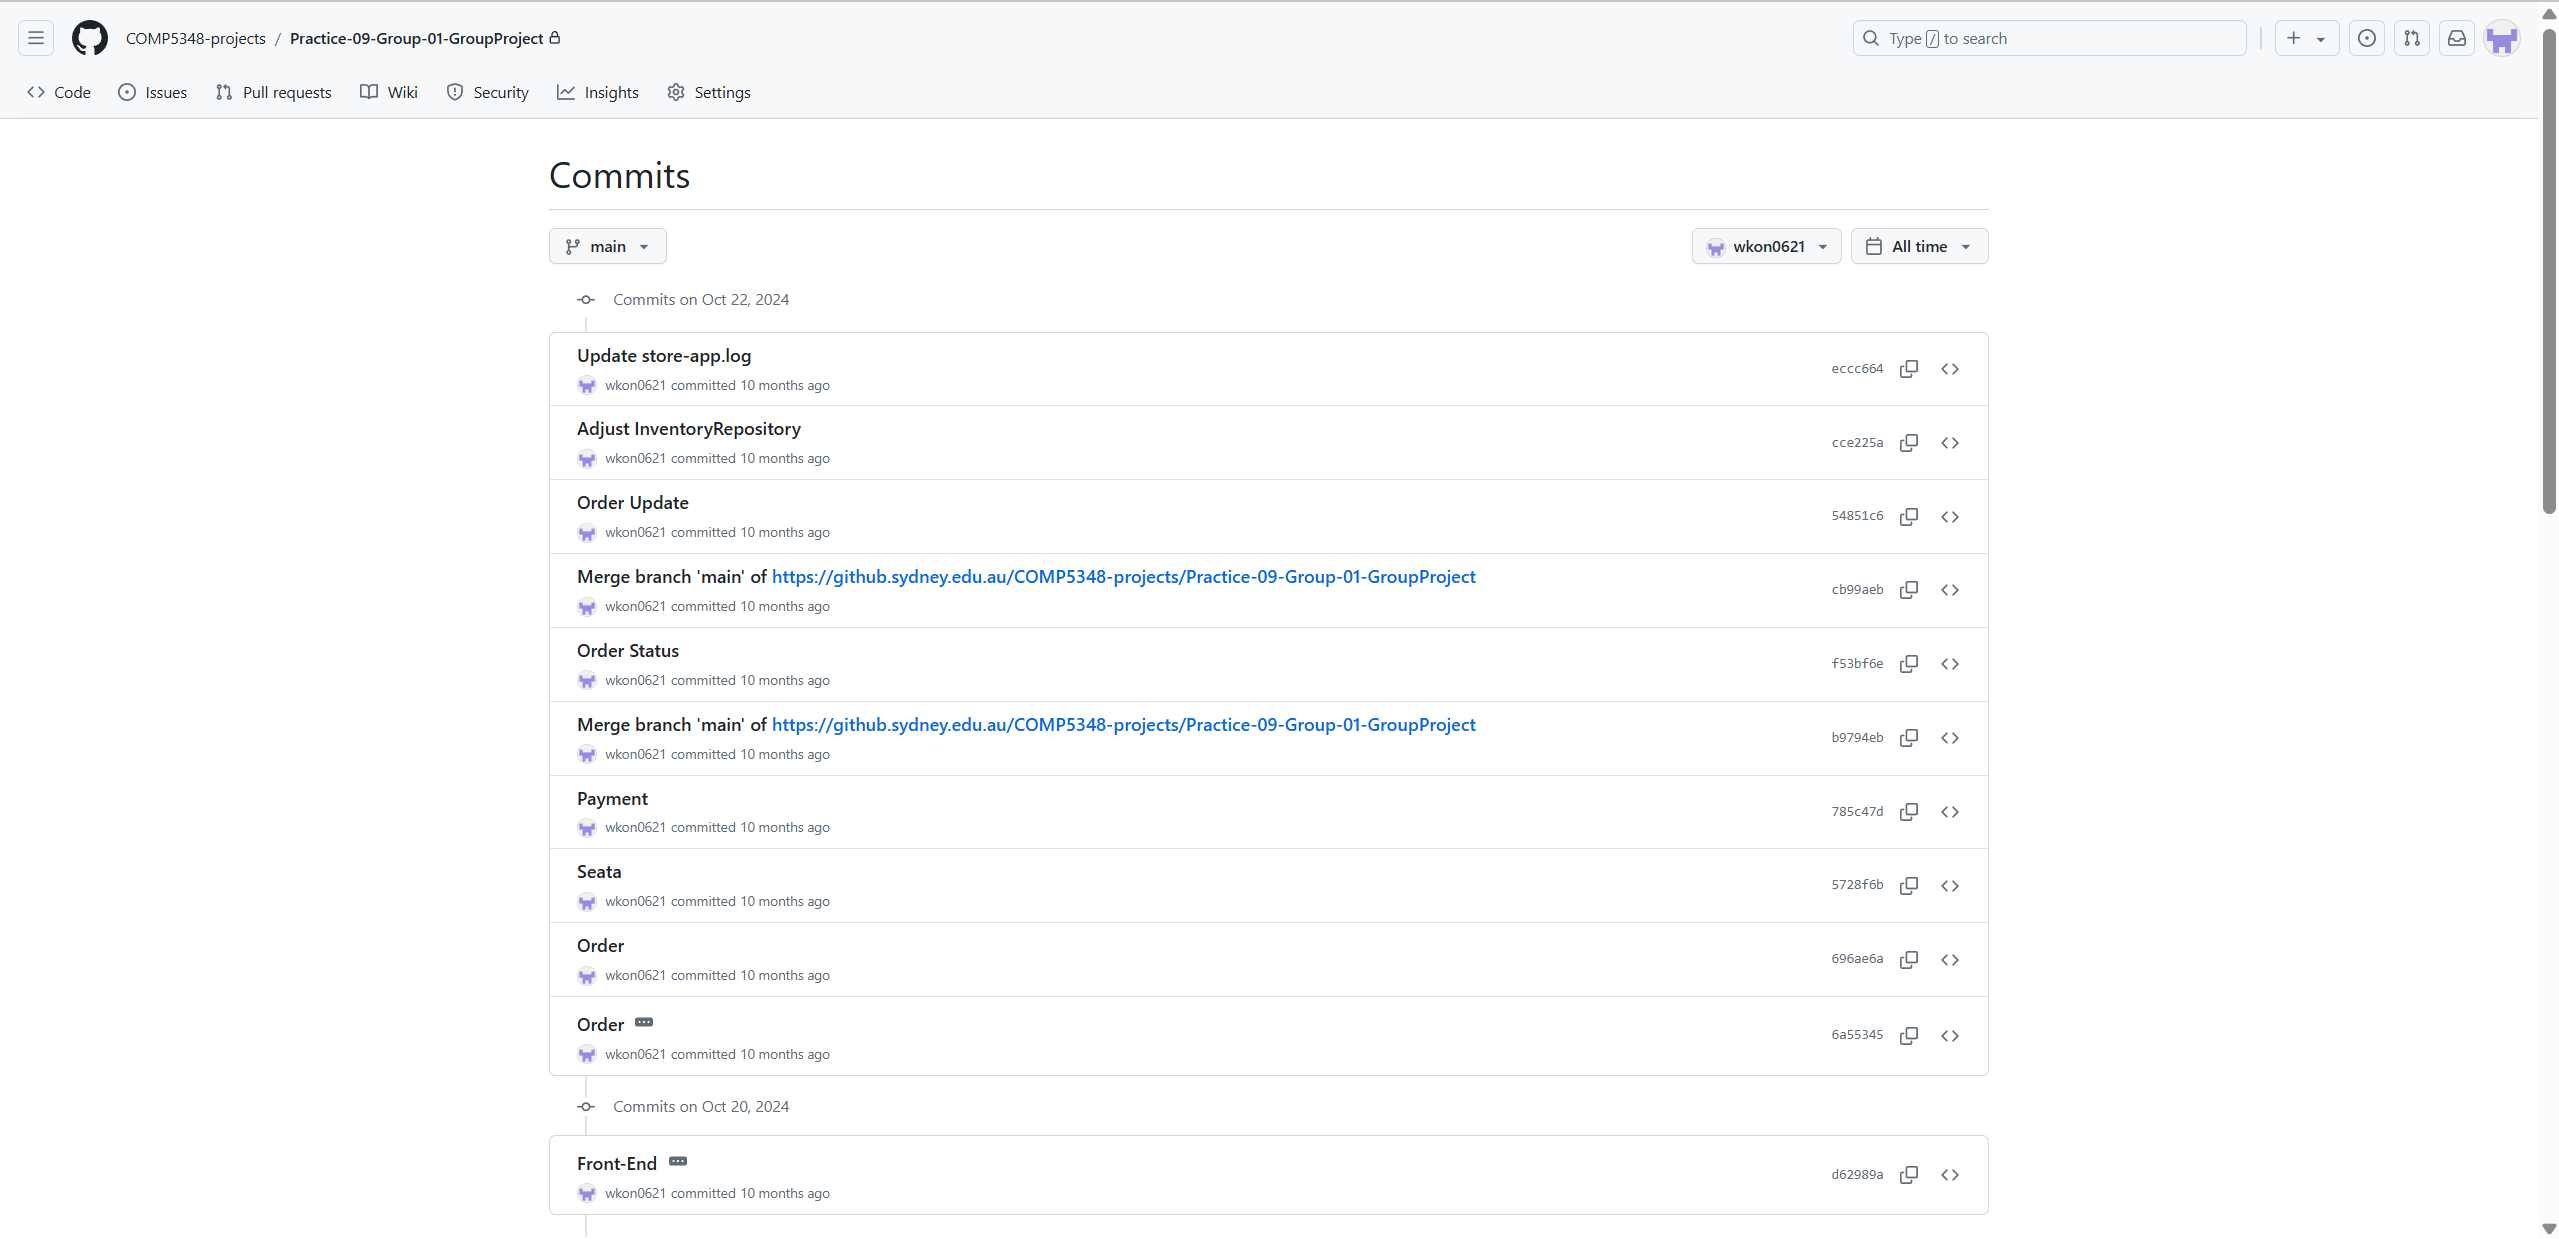 COMP5348-projects / Practice-09-Group-01-GroupProject
Type / to search
Code Issues Pull requests Wiki Security Insights Settings
Commits
main wkon0621 All time
Commits on Oct 22, 2024
Update store-app.log
wkon0621 committed 10 months ago
eccc664
Adjust InventoryRepository
wkon0621 committed 10 months ago
cce225a
Order Update
wkon0621 committed 10 months ago
54851c6
Merge branch 'main' of https://github.sydney.edu.au/COMP5348-projects/Practice-09-Group-01-GroupProject
wkon0621 committed 10 months ago
cb99aeb
Order Status
wkon0621 committed 10 months ago
f53bf6e
Merge branch 'main' of https://github.sydney.edu.au/COMP5348-projects/Practice-09-Group-01-GroupProject
wkon0621 committed 10 months ago
b9794eb
Payment
wkon0621 committed 10 months ago
785c47d
Seata
wkon0621 committed 10 months ago
5728f6b
Order
wkon0621 committed 10 months ago
696ae6a
Order
wkon0621 committed 10 months ago
6a55345
Commits on Oct 20, 2024
Front-End
wkon0621 committed 10 months ago
d62989a